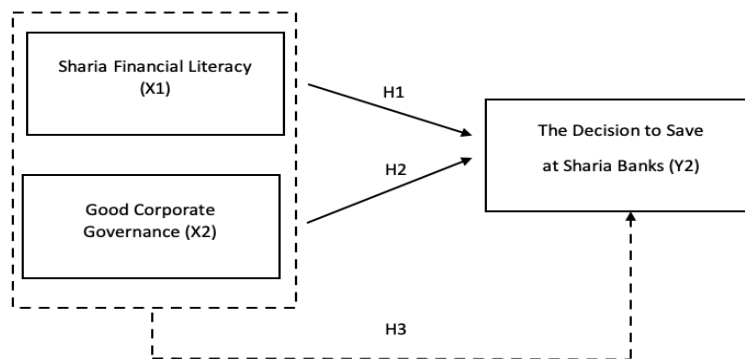 Sharia Financial Literacy
(X1)
H1
The Decision to Save
at Sharia Banks (Y2)
H2
Good Corporate
Governance (X2)
H3